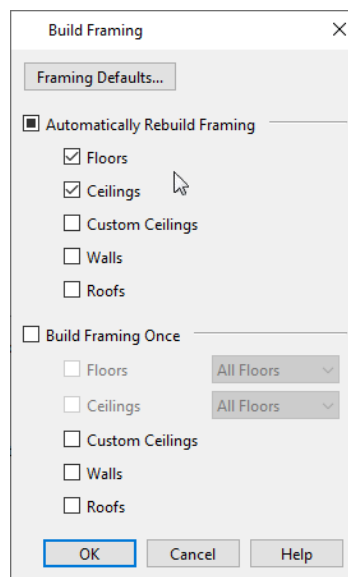 Build Framing
Framing Defaults...
Automatically Rebuild Framing
Floors
Ceilings
Custom Ceilings
Walls
Roofs
Build Framing Once
Floors All Floors
Ceilings All Floors
Custom Ceilings
Walls
Roofs
OK Cancel Help